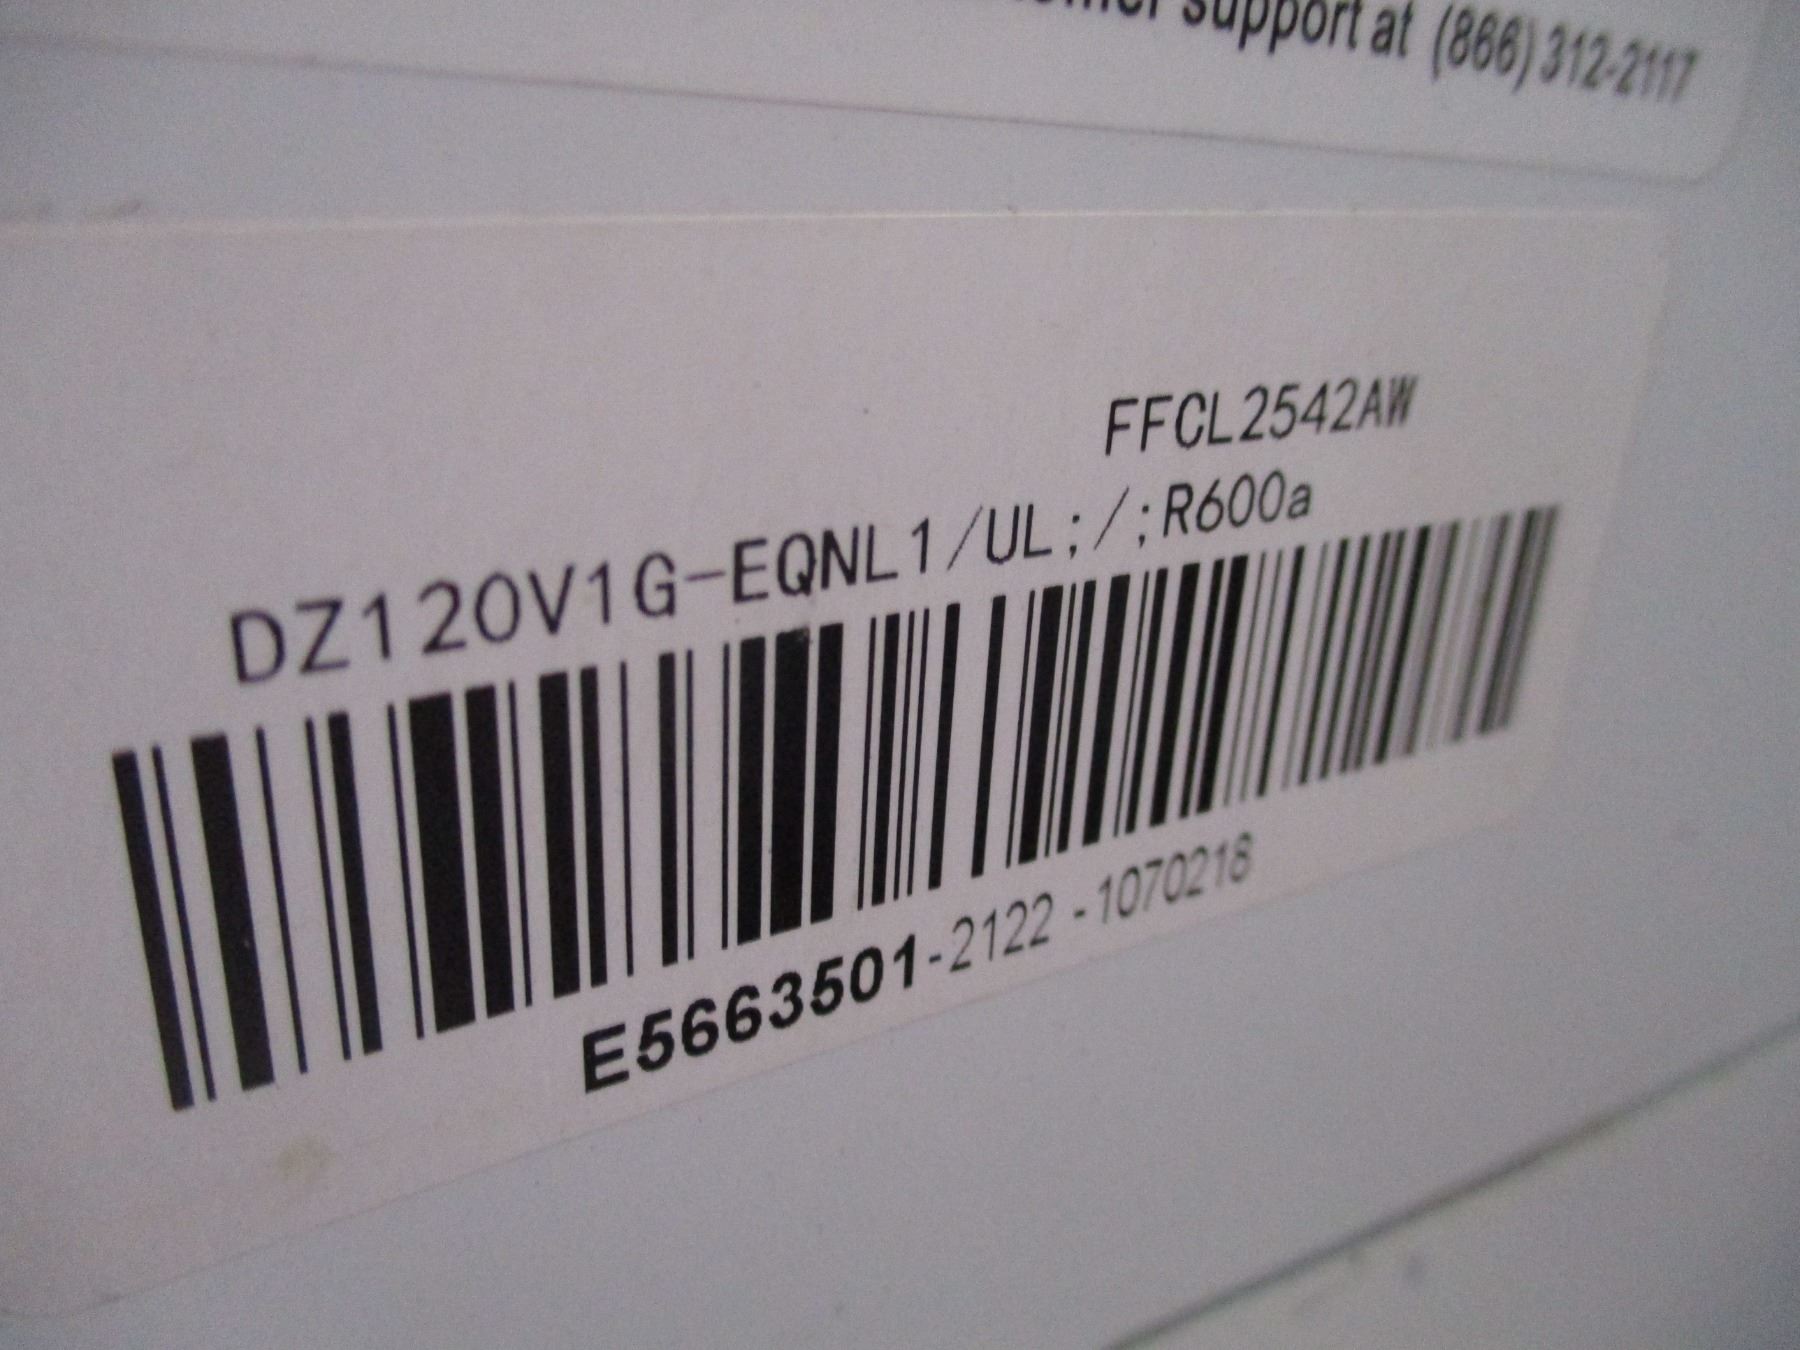 support at (866) 312-2117
FFCL2542AW
DZ120V1G-EQNL1/UL;/;R600a
E5663501-2122 -1070218